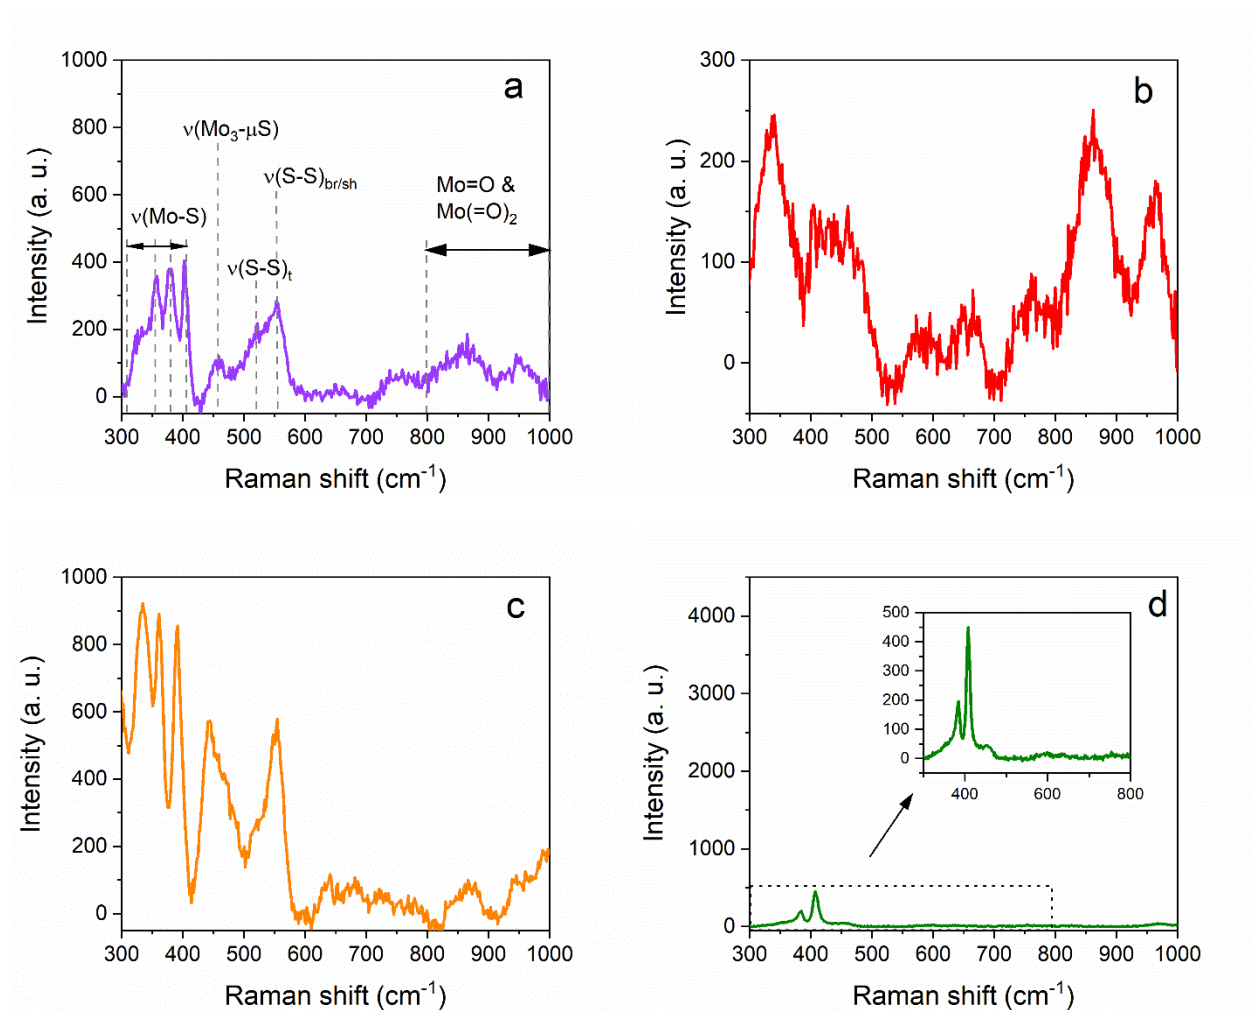 a
1000
800
600
400
200
0
ν(Mo₃-μS)
ν(S-S)br/sh
ν(Mo-S)
ν(S-S)t
Mo=O &
Mo(=O)₂
300 400 500 600 700 800 900 1000
Raman shift (cm⁻¹)
Intensity (a. u.)
b
300
200
100
0
300 400 500 600 700 800 900 1000
Raman shift (cm⁻¹)
Intensity (a. u.)
c
1000
800
600
400
200
0
300 400 500 600 700 800 900 1000
Raman shift (cm⁻¹)
Intensity (a. u.)
d
4000
3000
2000
1000
0
500
400
300
200
100
0
400 600 800
300 400 500 600 700 800 900 1000
Raman shift (cm⁻¹)
Intensity (a. u.)